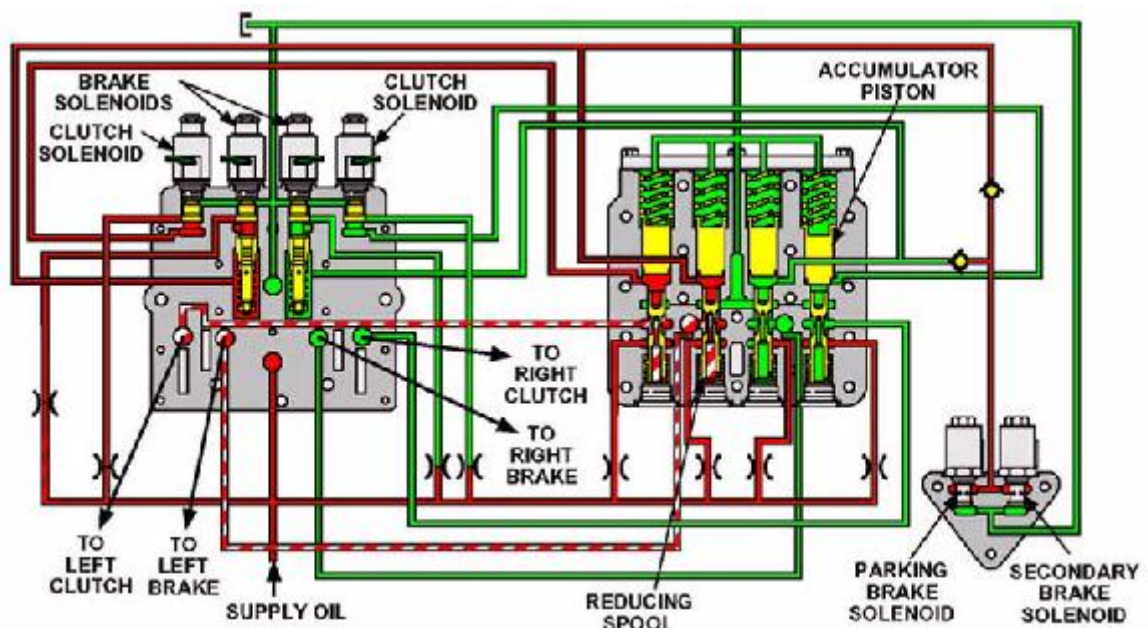 BRAKE
SOLENOIDS
CLUTCH
SOLENOID
CLUTCH
SOLENOID
ACCUMULATOR
PISTON
TO
RIGHT
CLUTCH
TO
RIGHT
BRAKE
TO
LEFT
CLUTCH
TO
LEFT
BRAKE
SUPPLY OIL
REDUCING
SPOOL
PARKING
BRAKE
SOLENOID
SECONDARY
BRAKE
SOLENOID